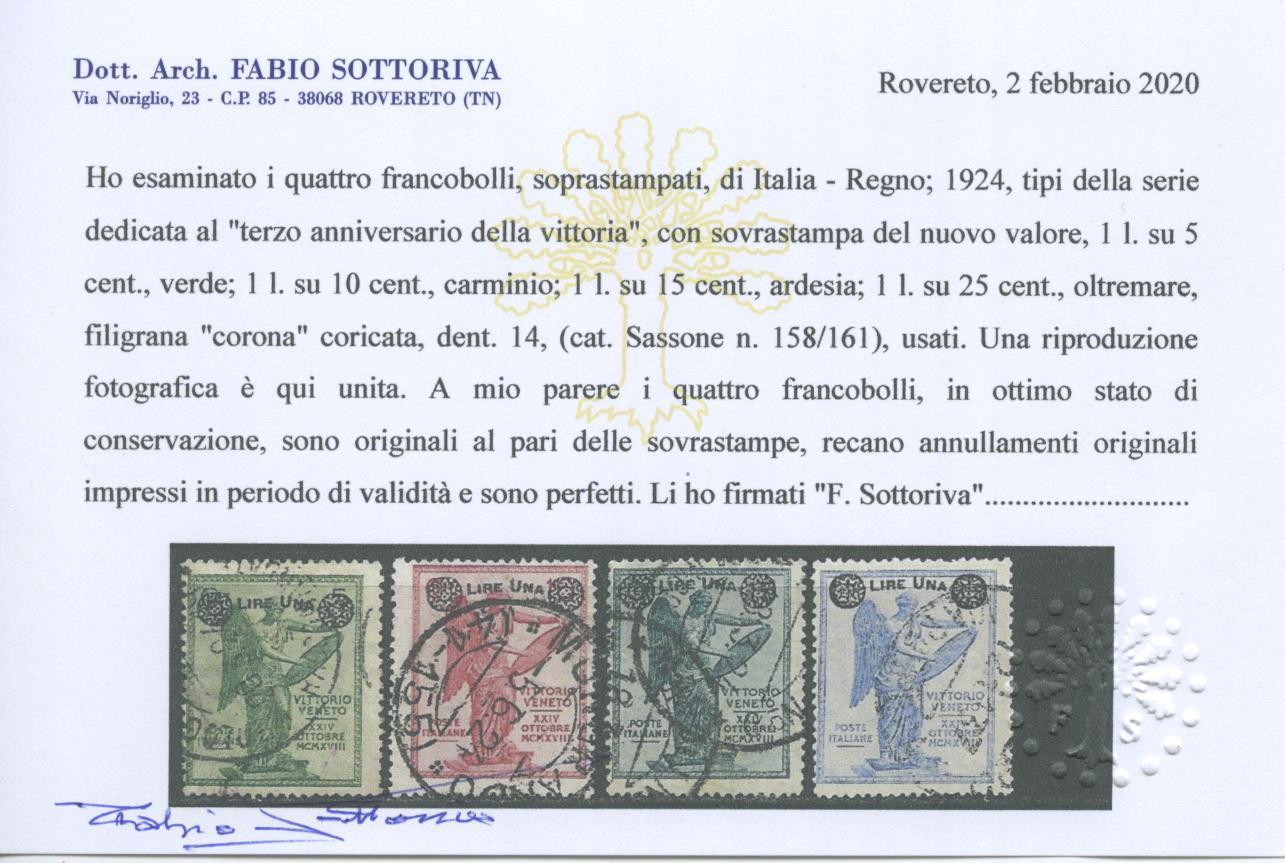 Dott. Arch. FABIO SOTTORIVA
Via Noriglio, 23 - C.P. 85 - 38068 ROVERETO (TN)
Rovereto, 2 febbraio 2020
Ho esaminato i quattro francobolli, soprastampati, di Italia - Regno; 1924, tipi della serie
dedicata al "terzo anniversario della vittoria", con sovrastampa del nuovo valore, 1 l. su 5
cent., verde; 1 l. su 10 cent., carminio; 1 l. su 15 cent., ardesia; 1 l. su 25 cent., oltremare,
filigrana "corona" coricata, dent. 14, (cat. Sassone n. 158/161), usati. Una riproduzione
fotografica è qui unita. A mio parere i quattro francobolli, in ottimo stato di
conservazione, sono originali al pari delle sovrastampe, recano annullamenti originali
impressi in periodo di validità e sono perfetti. Li ho firmati "F. Sottoriva"..........................
LIRE UNA
VITTORIO
VENETO
XXIV
OTTOBRE
MCMXVIII
POSTE
ITALIANE
LIRE UNA
VITTORIO
VENETO
XXIV
OTTOBRE
MCMXVIII
POSTE
ITALIANE
LIRE UNA
VITTORIO
VENETO
XXIV
OTTOBRE
MCMXVIII
POSTE
ITALIANE
LIRE UNA
VITTORIO
VENETO
XXIV
OTTOBRE
MCMXVIII
POSTE
ITALIANE
F S
Fabio Sottoriva